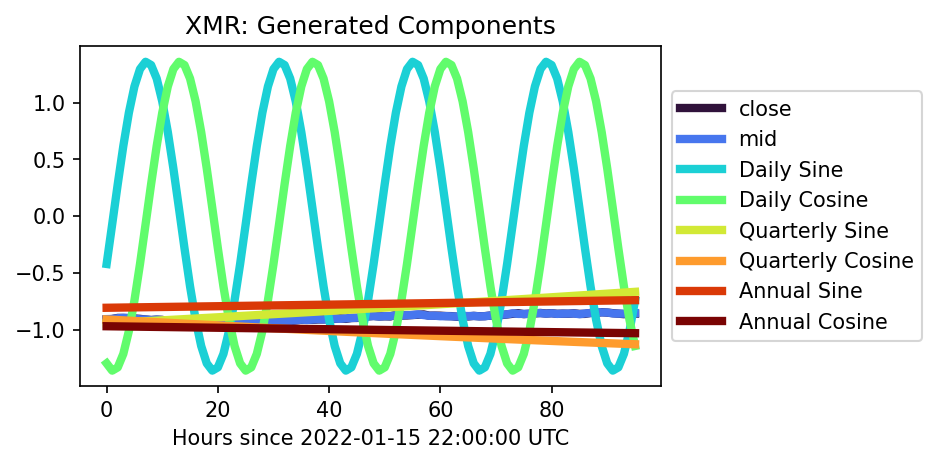 XMR: Generated Components
1.0
0.5
0.0
−0.5
−1.0
0
20
40
60
80
Hours since 2022-01-15 22:00:00 UTC
close
mid
Daily Sine
Daily Cosine
Quarterly Sine
Quarterly Cosine
Annual Sine
Annual Cosine